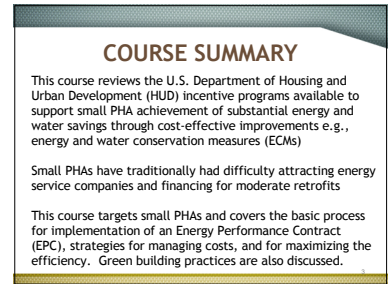 COURSE SUMMARY
This course reviews the U.S. Department of Housing and
Urban Development (HUD) incentive programs available to
support small PHA achievement of substantial energy and
water savings through cost-effective improvements e.g.,
energy and water conservation measures (ECMs)
Small PHAs have traditionally had difficulty attracting energy
service companies and financing for moderate retrofits
This course targets small PHAs and covers the basic process
for implementation of an Energy Performance Contract
(EPC), strategies for managing costs, and for maximizing the
efficiency. Green building practices are also discussed.